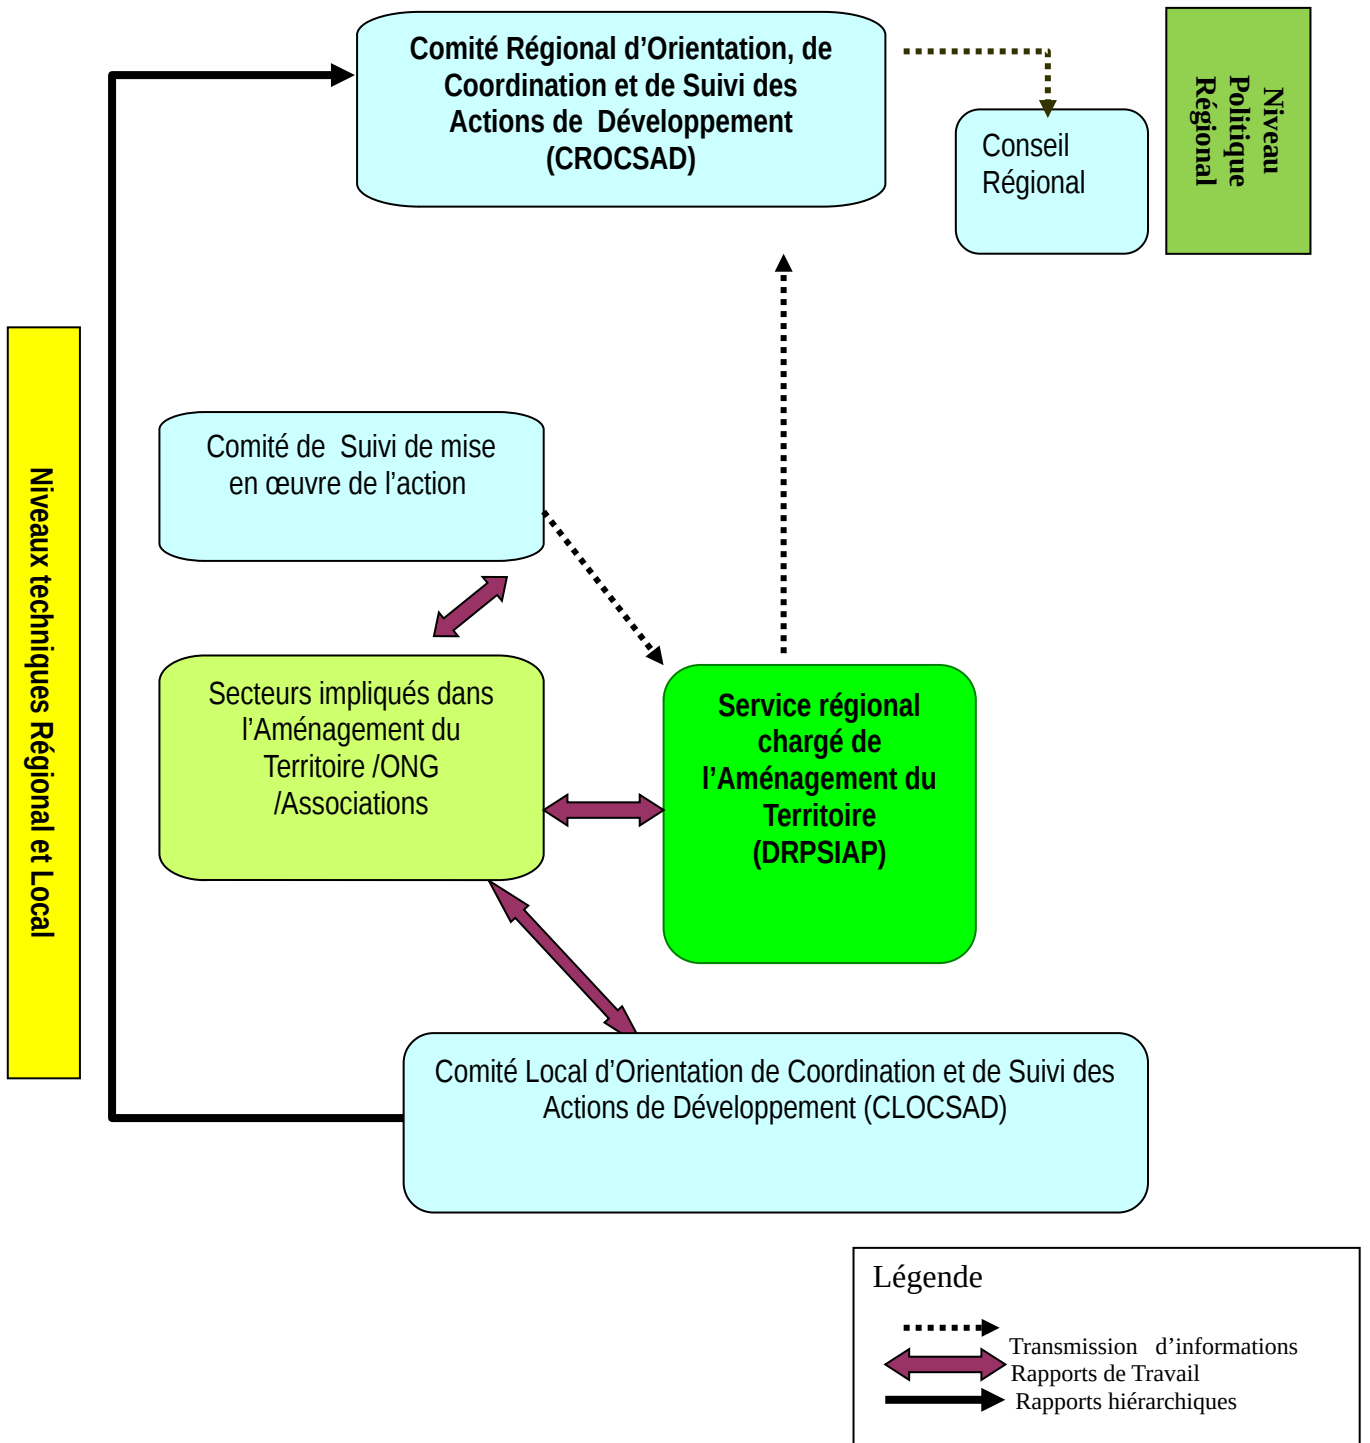 Comité Régional d’Orientation, de
Coordination et de Suivi des
Actions de  Développement
(CROCSAD)
Conseil
Régional
Niveau
Politique
Régional
Niveaux techniques Régional et Local
Comité de  Suivi de mise
en œuvre de l’action
Secteurs impliqués dans
l’Aménagement du
Territoire /ONG
/Associations
Service régional
chargé de
l’Aménagement du
Territoire
(DRPSIAP)
Comité Local d’Orientation de Coordination et de Suivi des
Actions de Développement (CLOCSAD)
Légende
Transmission   d’informations
Rapports de Travail
Rapports hiérarchiques